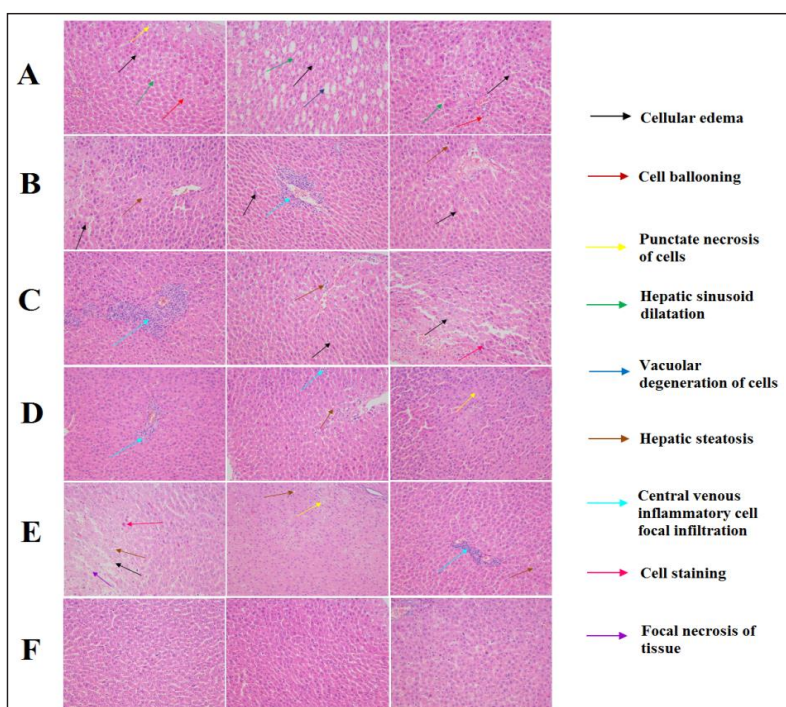 A
B
C
D
E
F
Cellular edema
Cell ballooning
Punctate necrosis
of cells
Hepatic sinusoid
dilatation
Vacuolar
degeneration of cells
Hepatic steatosis
Central venous
inflammatory cell
focal infiltration
Cell staining
Focal necrosis of
tissue